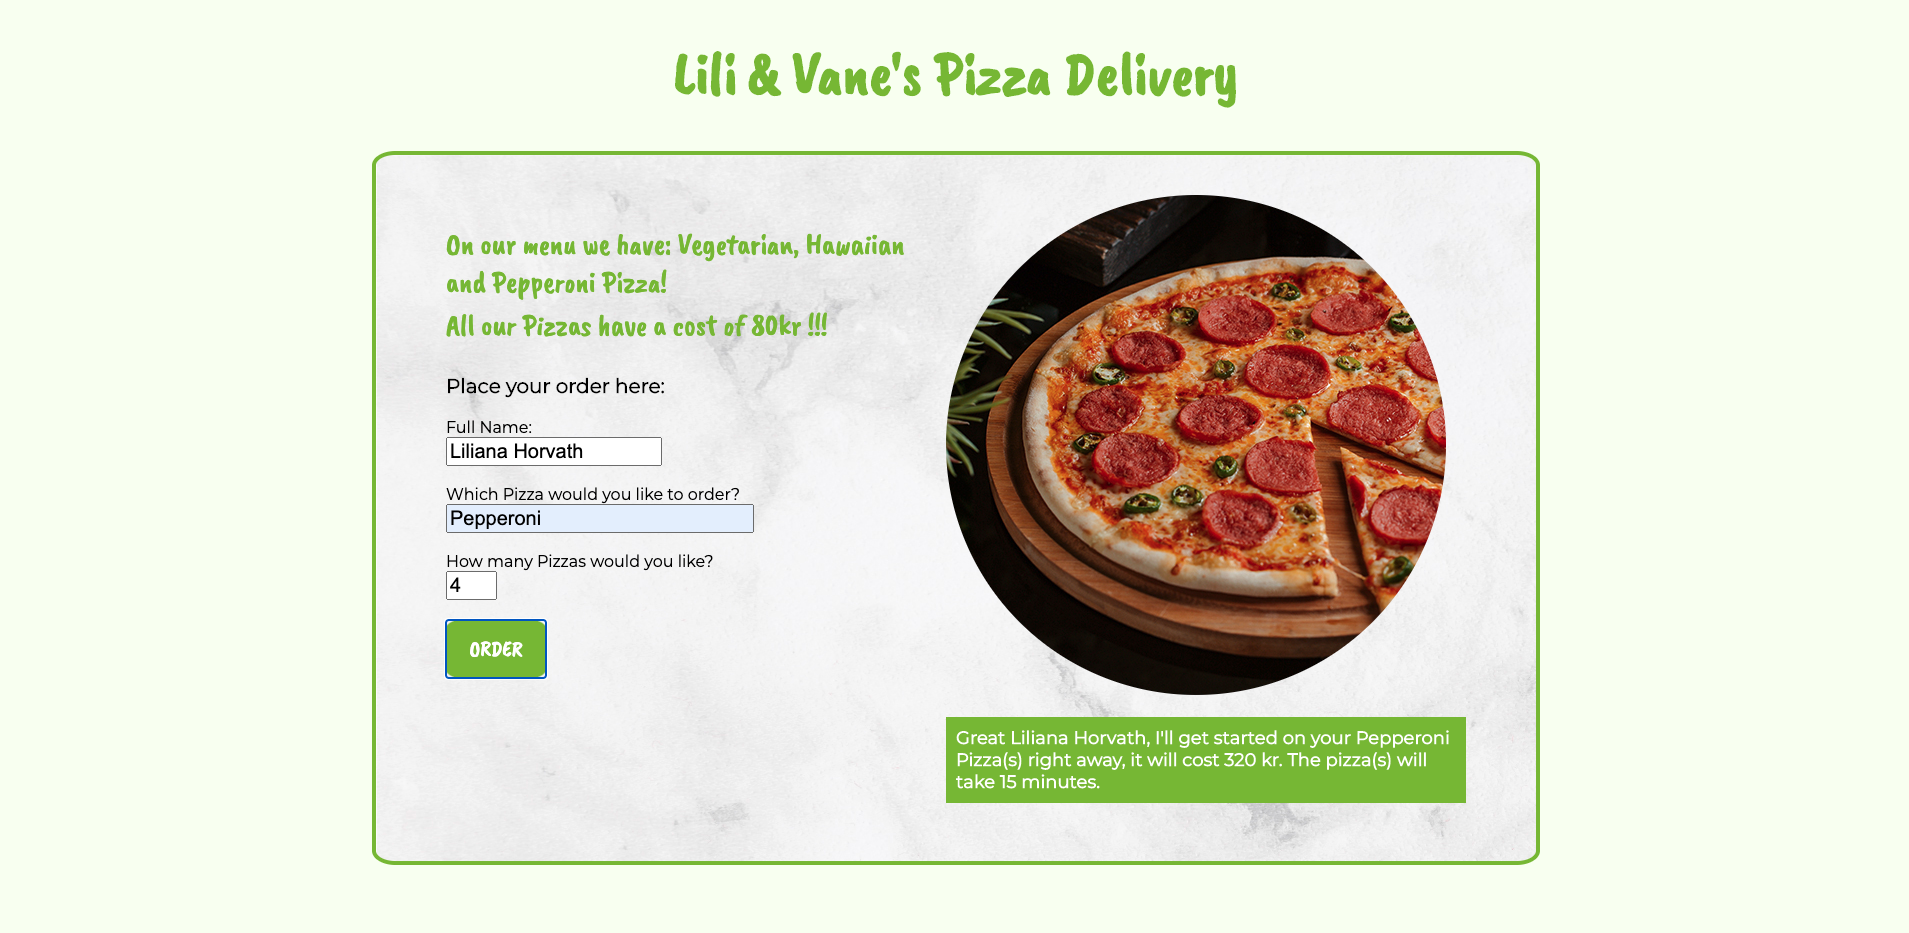 Lili & Vane's Pizza Delivery
On our menu we have: Vegetarian, Hawaiian
and Pepperoni Pizza!
All our Pizzas have a cost of 80kr !!!
Place your order here:
Full Name:
Liliana Horvath
Which Pizza would you like to order?
Pepperoni
How many Pizzas would you like?
4
ORDER
Great Liliana Horvath, I'll get started on your Pepperoni
Pizza(s) right away, it will cost 320 kr. The pizza(s) will
take 15 minutes.